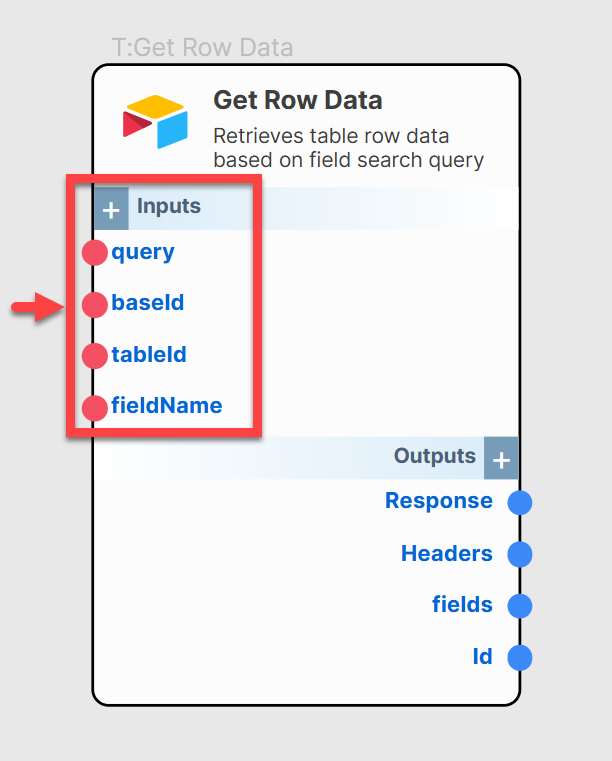 T:Get Row Data
Get Row Data
Retrieves table row data
based on field search query
+ Inputs
query
baseId
tableId
fieldName
Outputs +
Response
Headers
fields
Id